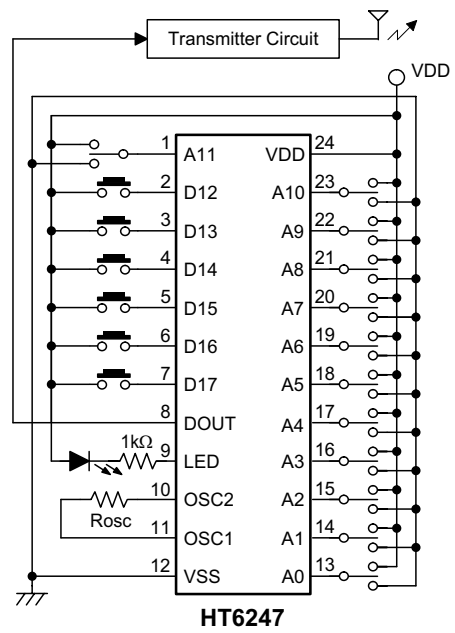 Transmitter Circuit
VDD
1 A11 VDD 24
2 D12 A10 23
3 D13 A9 22
4 D14 A8 21
5 D15 A7 20
6 D16 A6 19
7 D17 A5 18
8 DOUT A4 17
1kΩ 9 LED A3 16
10 OSC2 A2 15
Rosc
11 OSC1 A1 14
12 VSS A0 13
HT6247